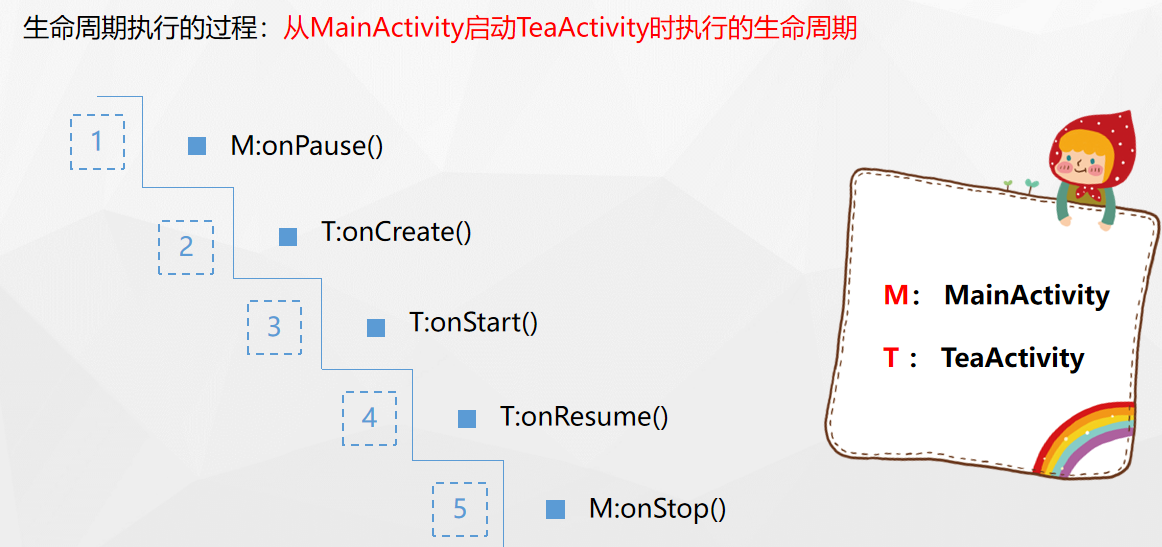 生命周期执行的过程：从MainActivity启动TeaActivity时执行的生命周期
1
M:onPause()
2
T:onCreate()
3
T:onStart()
4
T:onResume()
5
M:onStop()
M： MainActivity
T ： TeaActivity